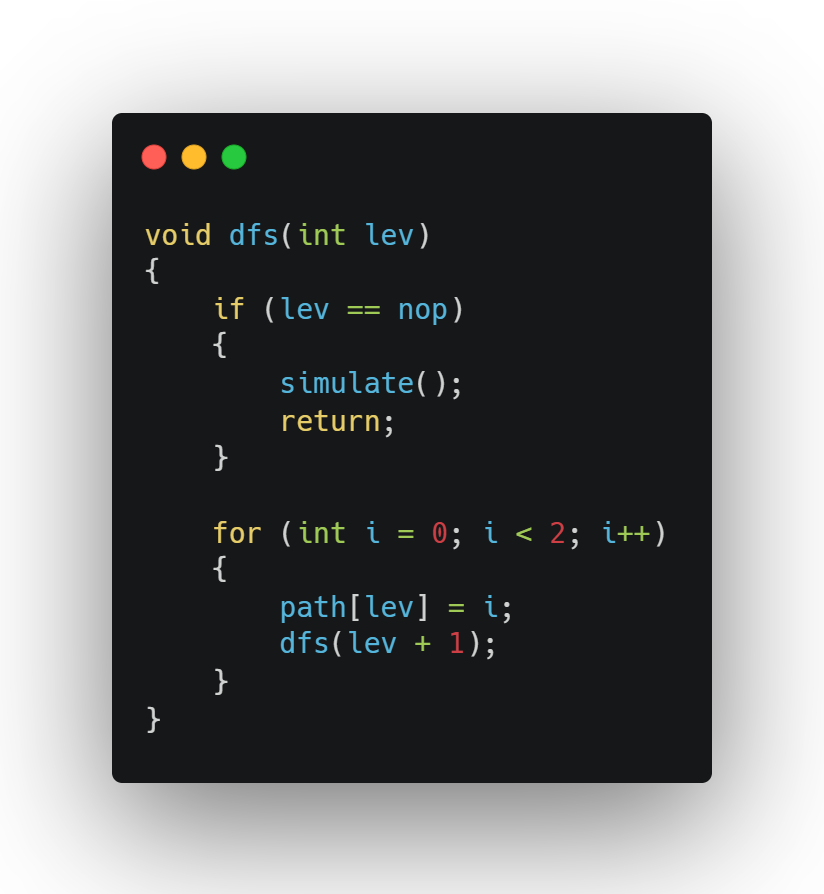 void dfs(int lev)
{
    if (lev == nop)
    {
        simulate();
        return;
    }

    for (int i = 0; i < 2; i++)
    {
        path[lev] = i;
        dfs(lev + 1);
    }
}